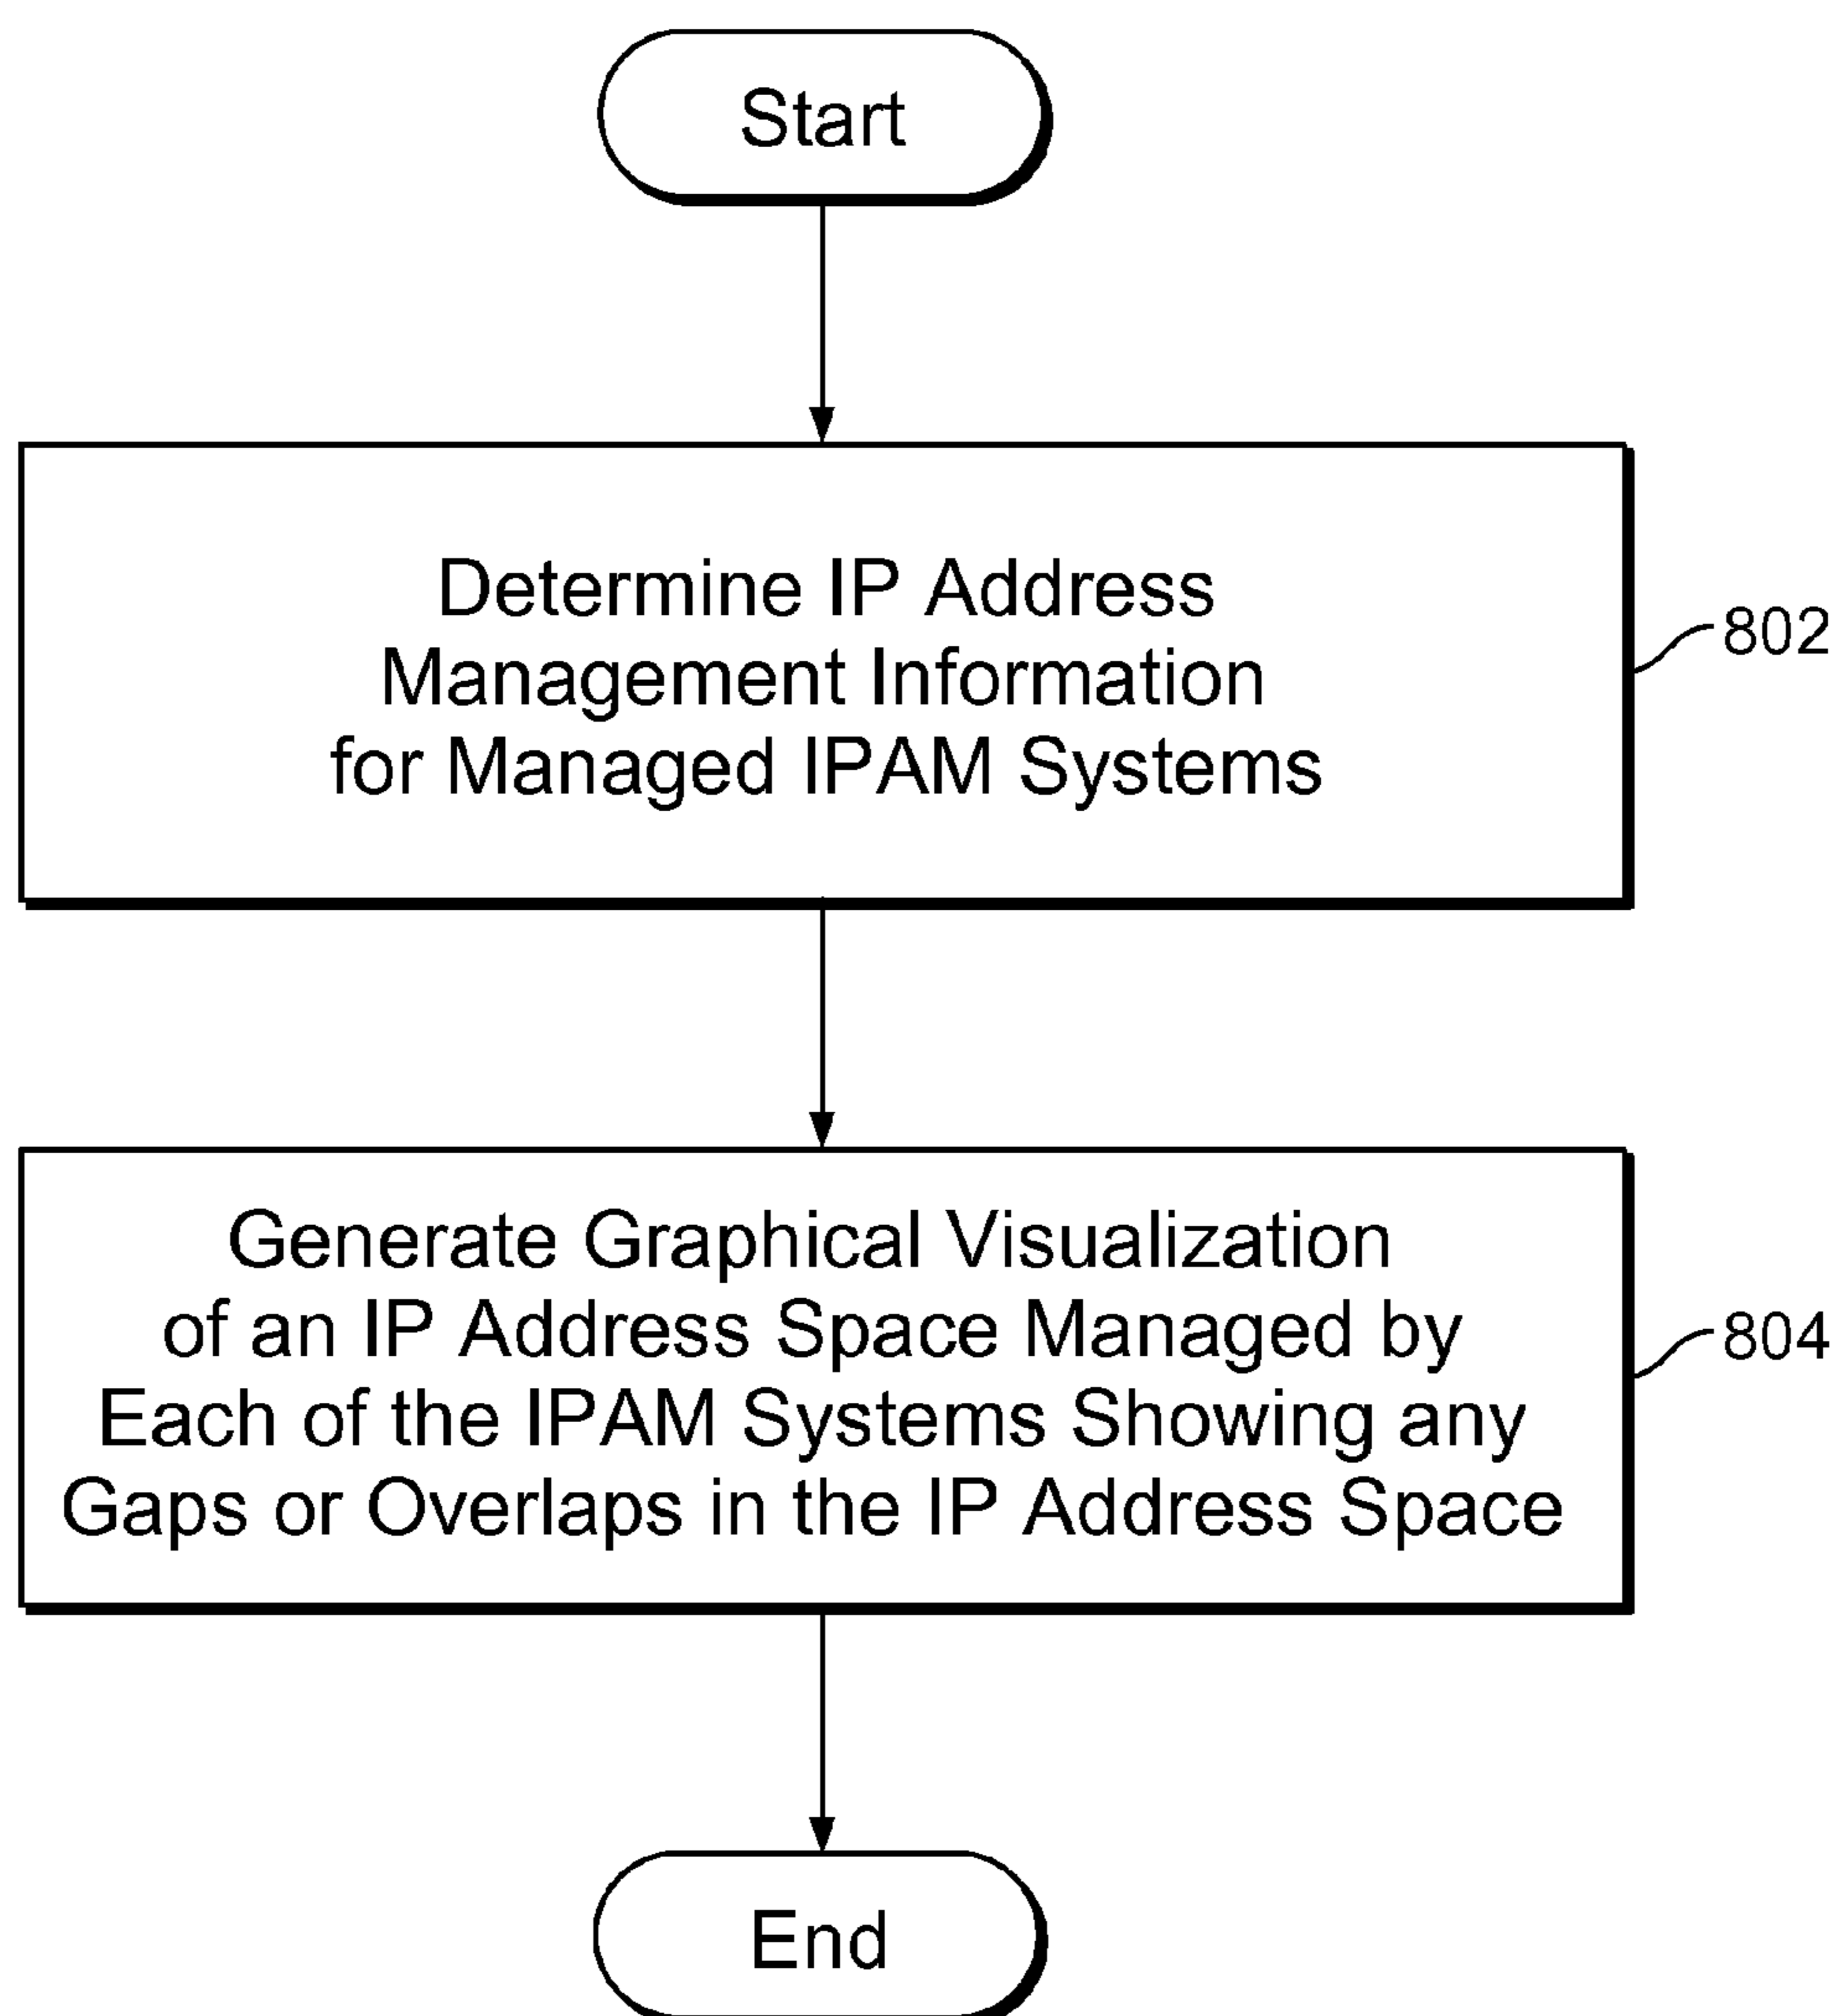 Start
Determine IP Address
Management Information
for Managed IPAM Systems
802
Generate Graphical Visualization
of an IP Address Space Managed by
Each of the IPAM Systems Showing any
Gaps or Overlaps in the IP Address Space
804
End